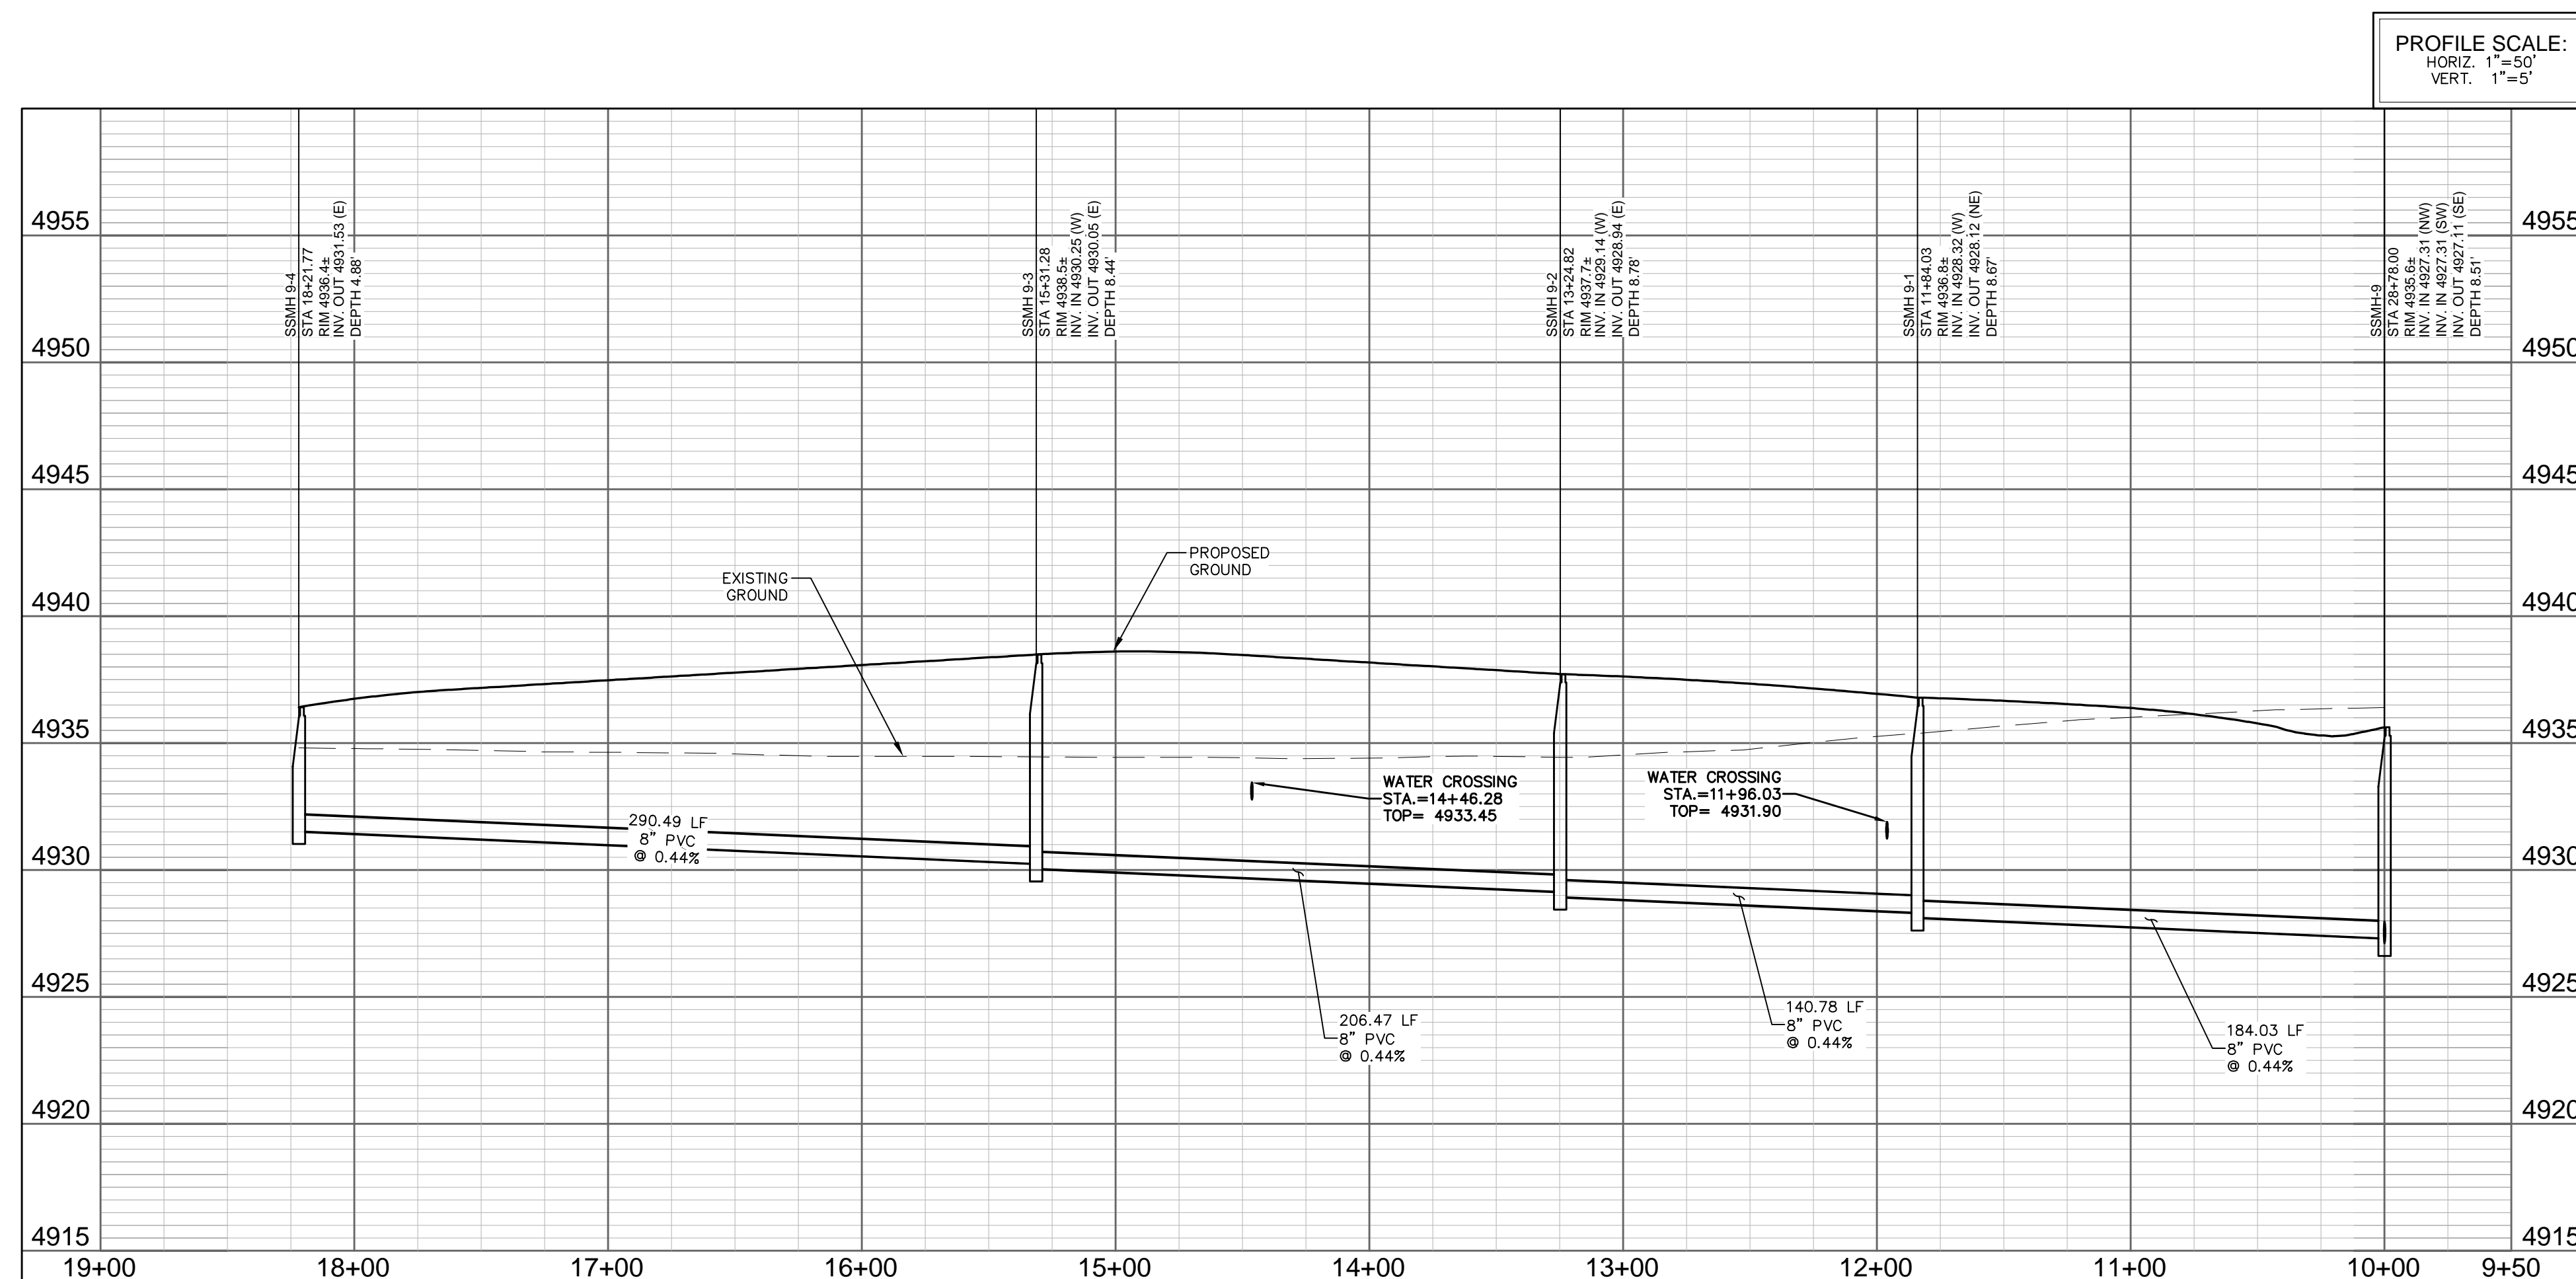 PROFILE SCALE:
HORIZ. 1"=50'
VERT. 1"=5'
SSMH 9-4
STA 18+21.77
RIM 4936.4±
INV. OUT 4931.53 (E)
DEPTH 4.88'
SSMH 9-3
STA 15+31.28
RIM 4938.5±
INV. IN 4930.25 (W)
INV. OUT 4930.05 (E)
DEPTH 8.44'
SSMH 9-2
STA 13+24.82
RIM 4937.7±
INV. IN 4929.14 (W)
INV. OUT 4928.94 (E)
DEPTH 8.78'
SSMH 9-1
STA 11+84.03
RIM 4936.8±
INV. IN 4928.32 (W)
INV. OUT 4928.12 (NE)
DEPTH 8.67'
SSMH-9
STA 28+78.00
RIM 4935.6±
INV. IN 4927.31 (NW)
INV. IN 4927.31 (SW)
INV. OUT 4927.11 (SE)
DEPTH 8.51'
4955
4950
4945
4940
4935
4930
4925
4920
4915
4955
4950
4945
4940
4935
4930
4925
4920
4915
EXISTING
GROUND
PROPOSED
GROUND
WATER CROSSING
STA.=14+46.28
TOP= 4933.45
WATER CROSSING
STA.=11+96.03
TOP= 4931.90
290.49 LF
8" PVC
@ 0.44%
206.47 LF
8" PVC
@ 0.44%
140.78 LF
8" PVC
@ 0.44%
184.03 LF
8" PVC
@ 0.44%
19+00 18+00 17+00 16+00 15+00 14+00 13+00 12+00 11+00 10+00 9+50